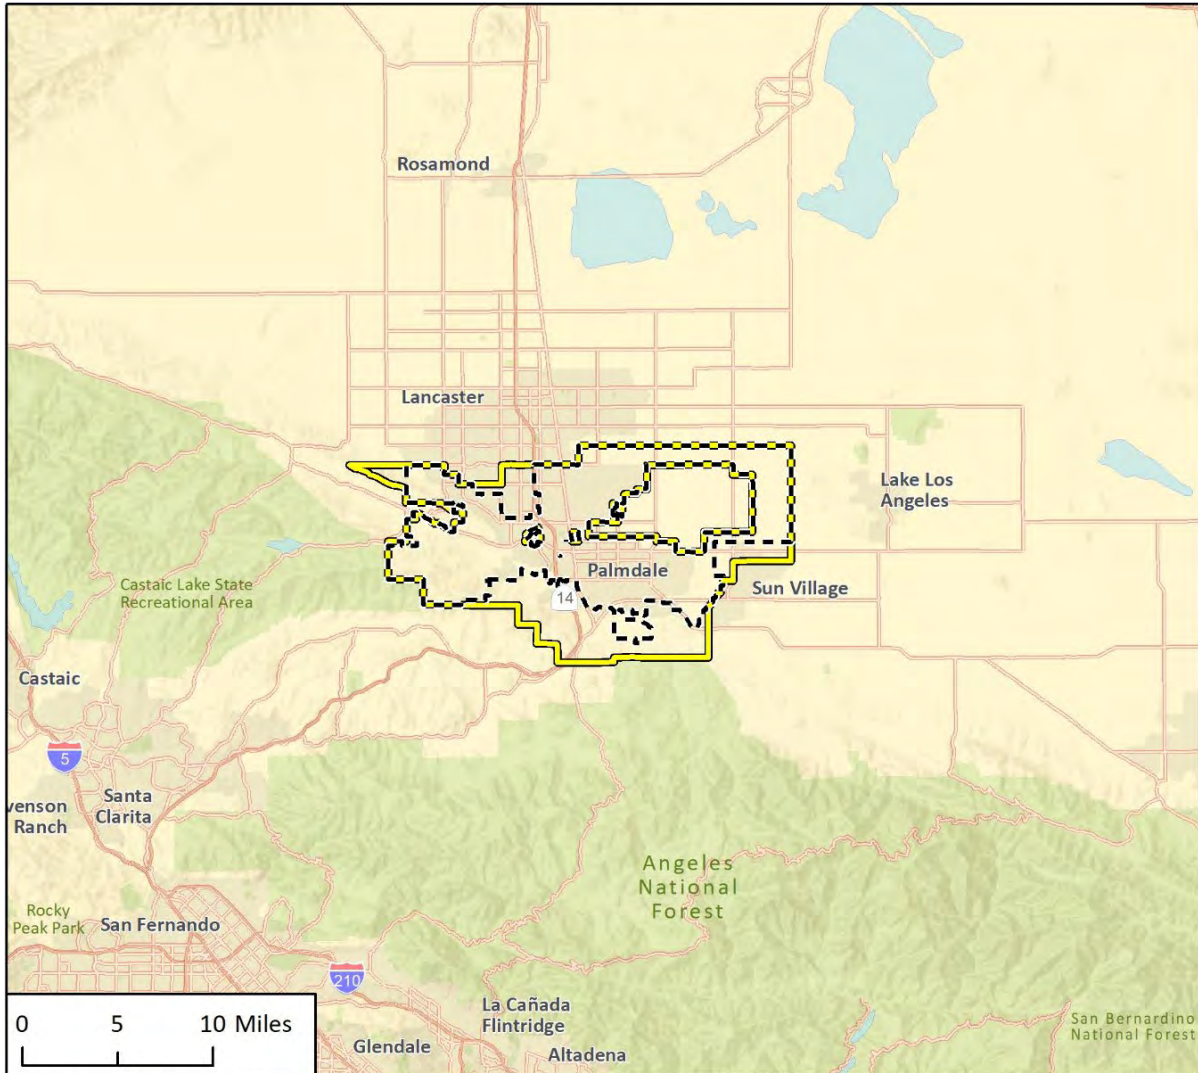 Rosamond
Lancaster
Lake Los
Angeles
Palmdale
Sun Village
14
Castaic Lake State
Recreational Area
Castaic
5
Santa
Clarita
venson
Ranch
Angeles
National
Forest
Rocky
Peak Park
San Fernando
210
La Cañada
Flintridge
Glendale
Altadena
San Bernardino
National Forest
0 5 10 Miles